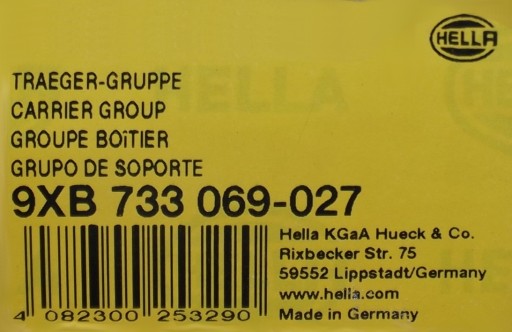 HELLA
TRAEGER-GRUPPE
CARRIER GROUP
GROUPE BOîTIER
GRUPO DE SOPORTE
9XB 733 069-027
Hella KGaA Hueck & Co.
Rixbecker Str. 75
59552 Lippstadt/Germany
www.hella.com
Made in Germany
4 082300 253290
HELLA